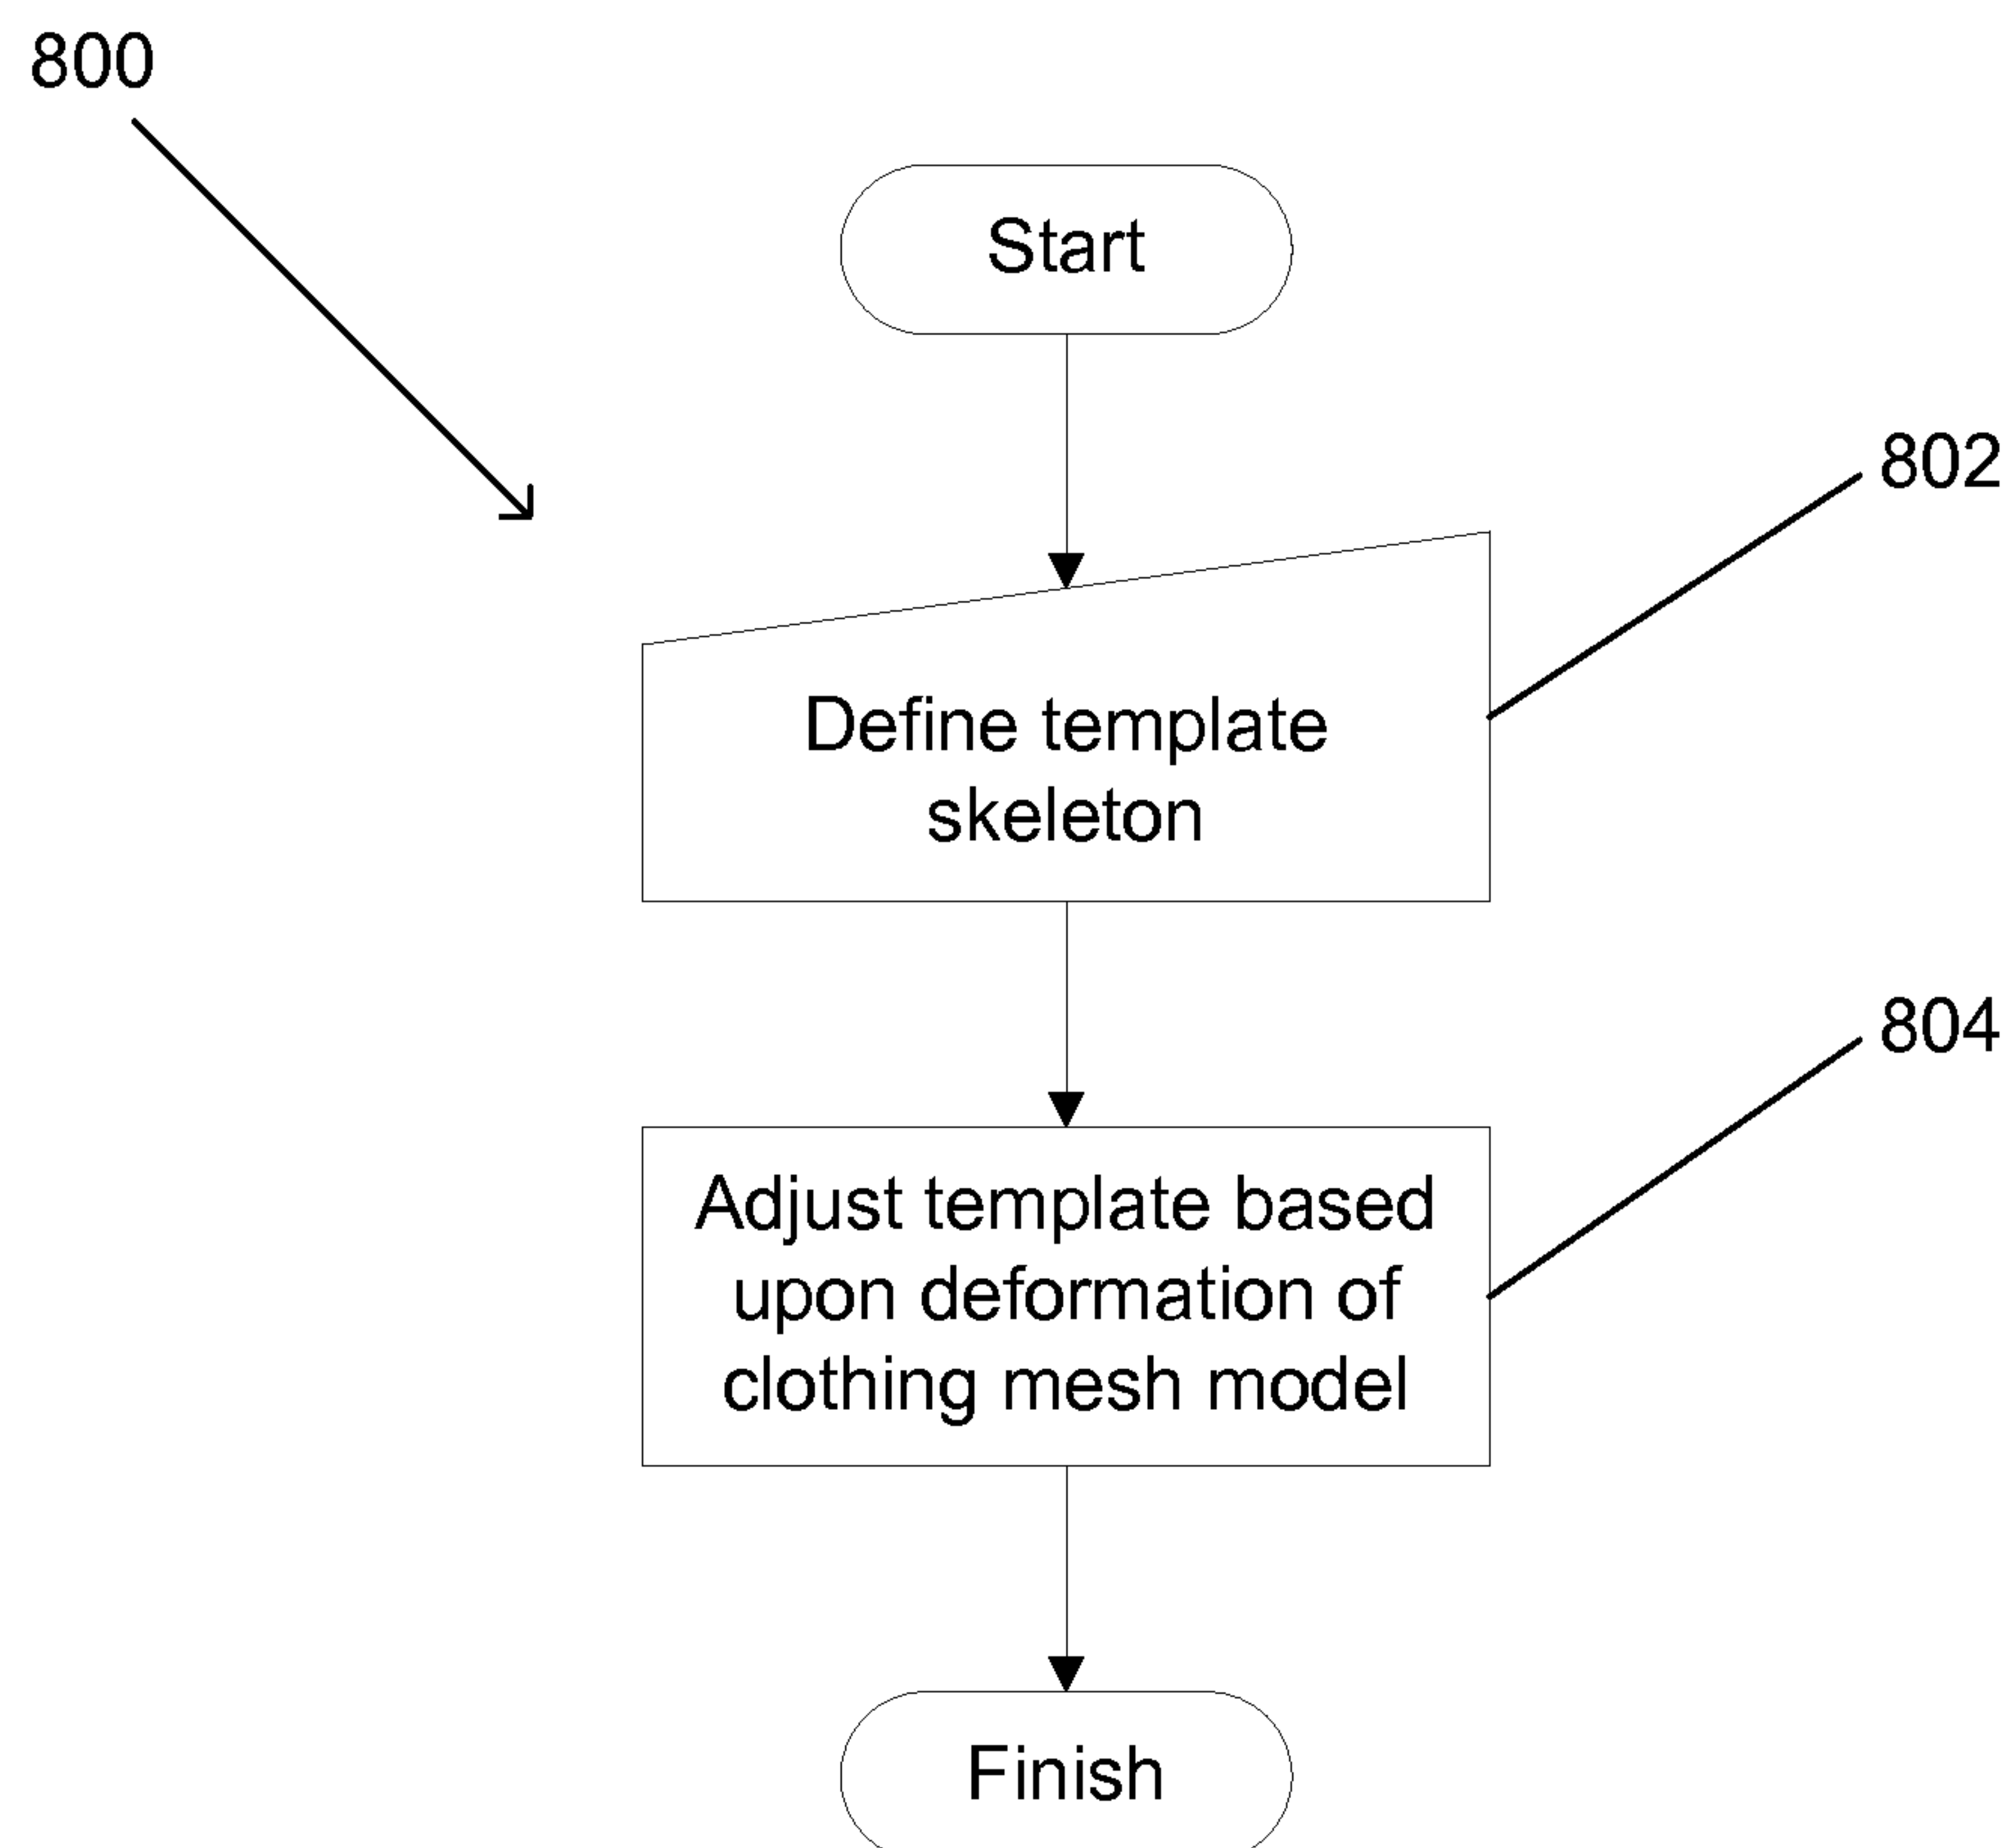 800
Start
802
Define template
skeleton
804
Adjust template based
upon deformation of
clothing mesh model
Finish